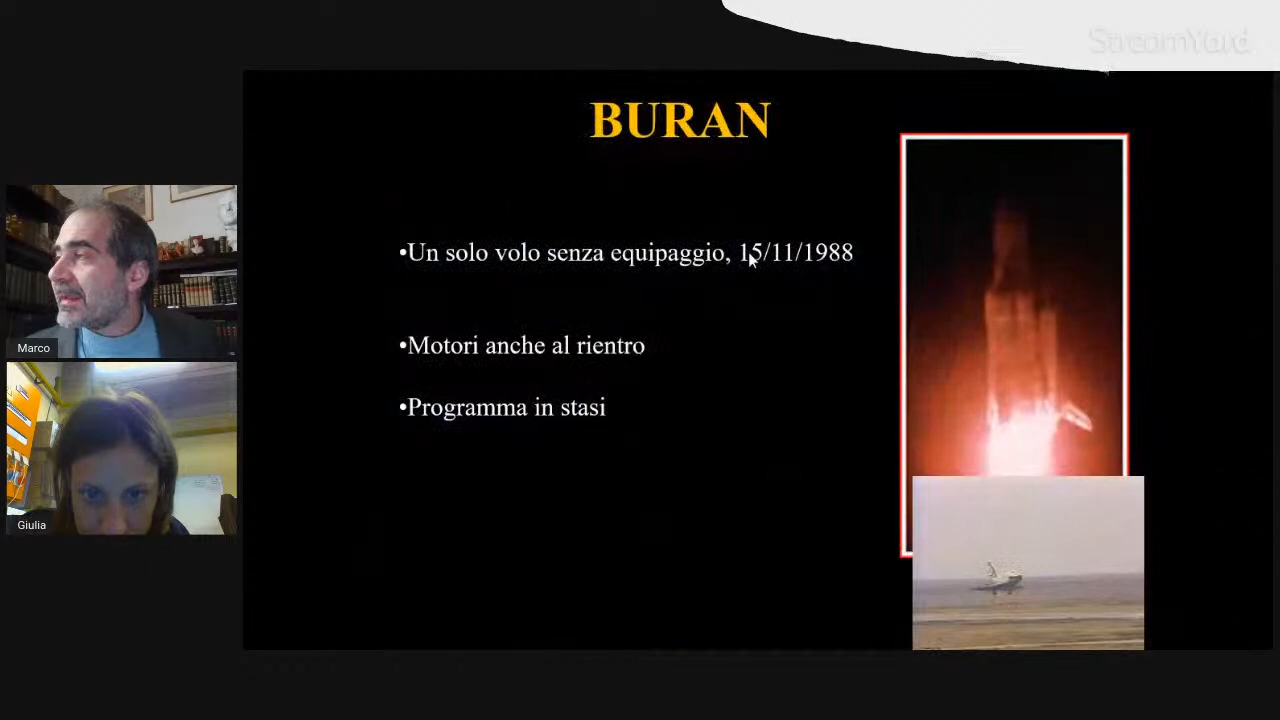 StreamYard
BURAN
•Un solo volo senza equipaggio, 15/11/1988
•Motori anche al rientro
•Programma in stasi
Marco
Giulia